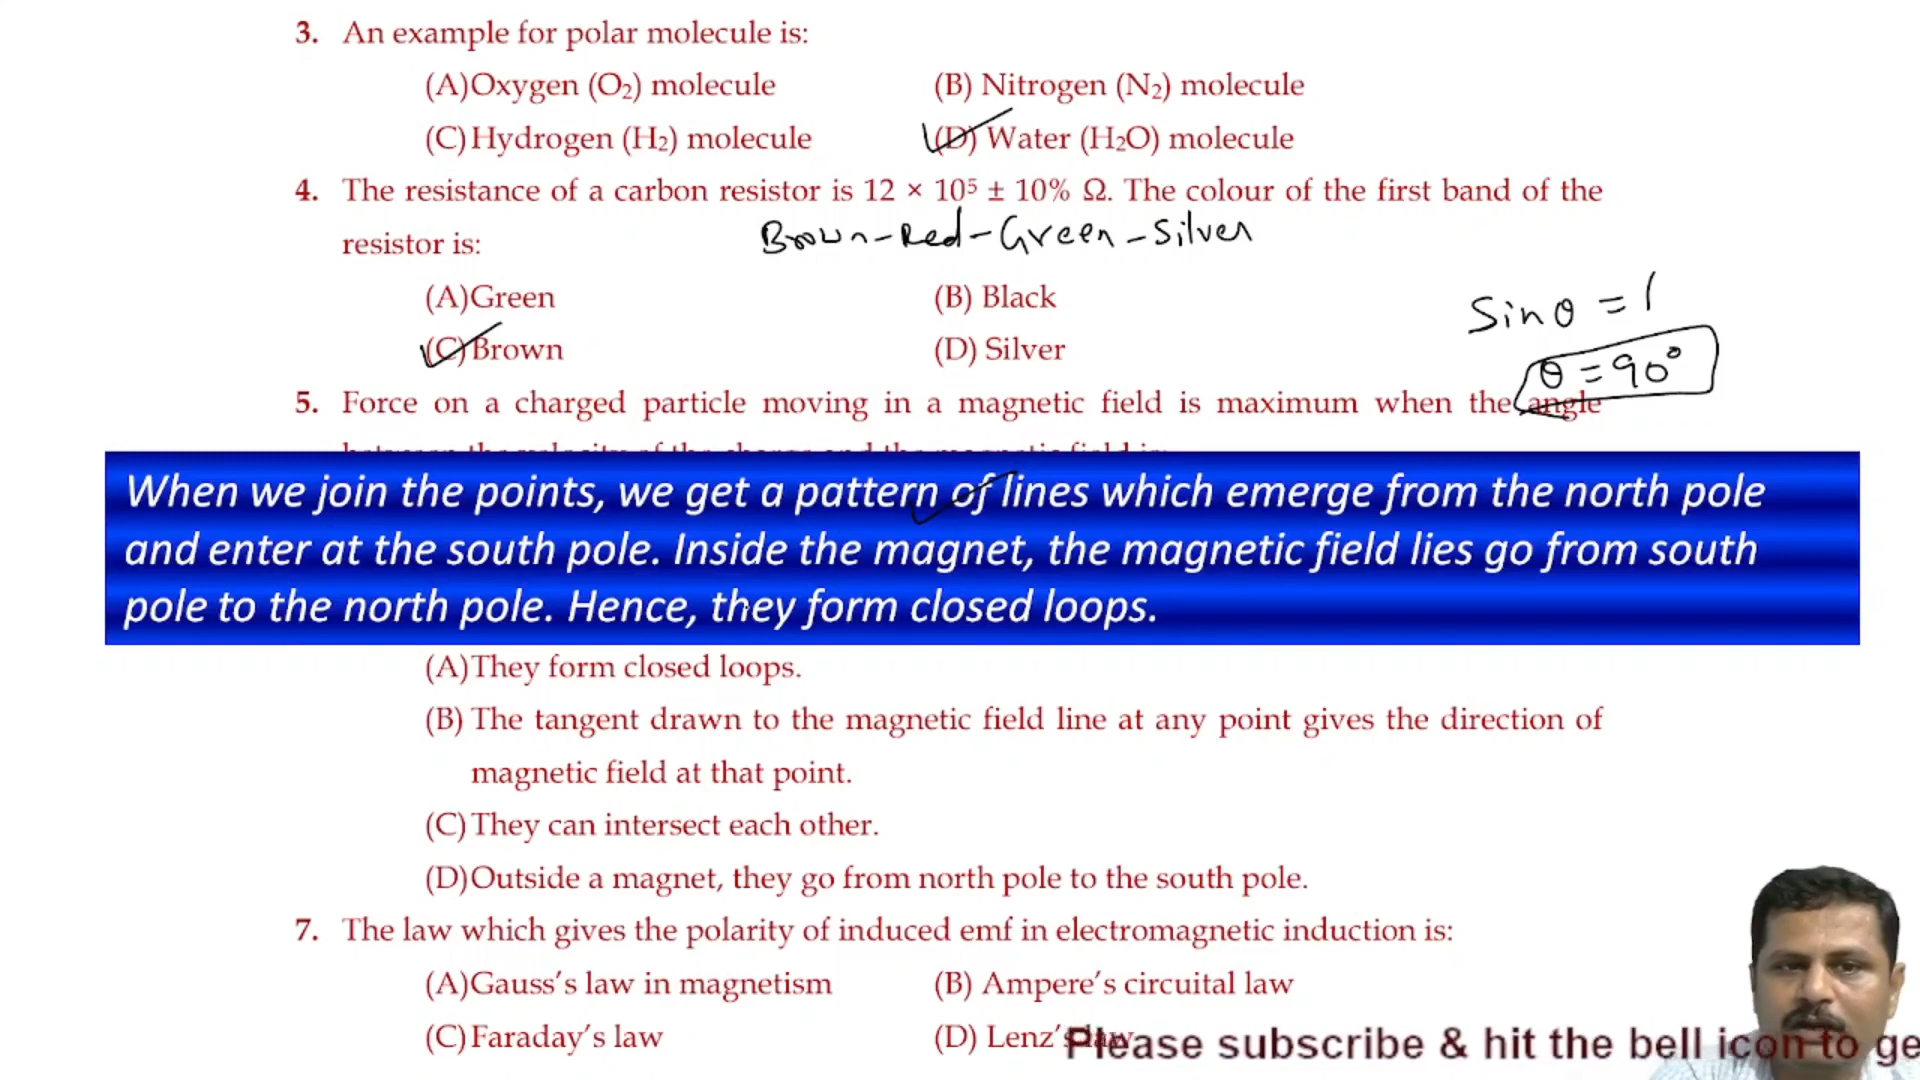 3. An example for polar molecule is:
(A)Oxygen (O₂) molecule (B) Nitrogen (N₂) molecule
(C)Hydrogen (H₂) molecule (D) Water (H₂O) molecule
4. The resistance of a carbon resistor is 12 × 10⁵ ± 10% Ω. The colour of the first band of the
resistor is:
Brown-Red-Green-Silver
(A)Green (B) Black
Sinθ = 1
(C)Brown (D) Silver
θ = 90°
5. Force on a charged particle moving in a magnetic field is maximum when the angle
When we join the points, we get a pattern of lines which emerge from the north pole
and enter at the south pole. Inside the magnet, the magnetic field lies go from south
pole to the north pole. Hence, they form closed loops.
(A)They form closed loops.
(B) The tangent drawn to the magnetic field line at any point gives the direction of
magnetic field at that point.
(C)They can intersect each other.
(D)Outside a magnet, they go from north pole to the south pole.
7. The law which gives the polarity of induced emf in electromagnetic induction is:
(A)Gauss's law in magnetism (B) Ampere's circuital law
(C)Faraday's law (D) Lenz's law
Please subscribe & hit the bell icon to ge